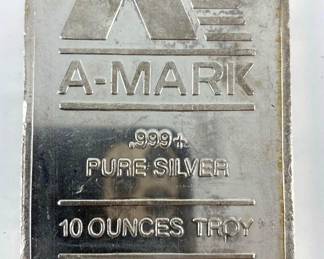 A-MARK
.999+
PURE SILVER
10 OUNCES TROY